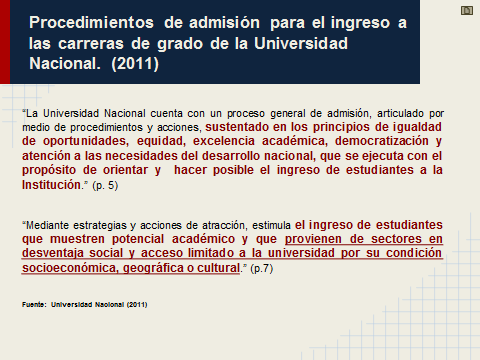 Procedimientos de admisión para el ingreso a
las carreras de grado de la Universidad
Nacional. (2011)
“La Universidad Nacional cuenta con un proceso general de admisión, articulado por
medio de procedimientos y acciones, sustentado en los principios de igualdad
de oportunidades, equidad, excelencia académica, democratización y
atención a las necesidades del desarrollo nacional, que se ejecuta con el
propósito de orientar y hacer posible el ingreso de estudiantes a la
Institución.” (p. 5)
“Mediante estrategias y acciones de atracción, estimula el ingreso de estudiantes
que muestren potencial académico y que provienen de sectores en
desventaja social y acceso limitado a la universidad por su condición
socioeconómica, geográfica o cultural.” (p.7)
Fuente: Universidad Nacional (2011)